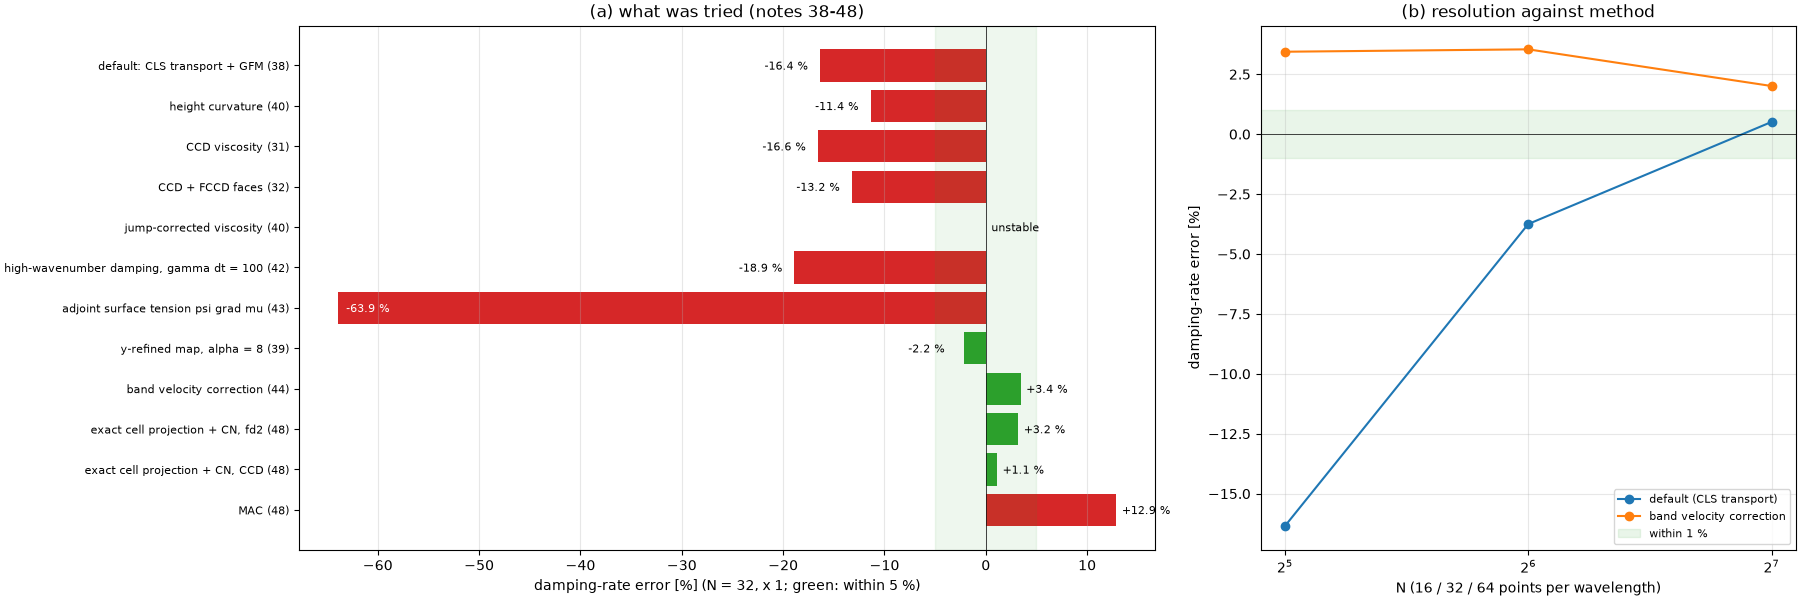 (a) what was tried (notes 38-48)
default: CLS transport + GFM (38)
-16.4 %
height curvature (40)
-11.4 %
CCD viscosity (31)
-16.6 %
CCD + FCCD faces (32)
-13.2 %
jump-corrected viscosity (40)
unstable
high-wavenumber damping, gamma dt = 100 (42)
-18.9 %
adjoint surface tension psi grad mu (43)
-63.9 %
y-refined map, alpha = 8 (39)
-2.2 %
band velocity correction (44)
+3.4 %
exact cell projection + CN, fd2 (48)
+3.2 %
exact cell projection + CN, CCD (48)
+1.1 %
MAC (48)
+12.9 %
−60 −50 −40 −30 −20 −10 0 10
damping-rate error [%] (N = 32, x 1; green: within 5 %)
(b) resolution against method
damping-rate error [%]
2.5
0.0
−2.5
−5.0
−7.5
−10.0
−12.5
−15.0
default (CLS transport)
band velocity correction
within 1 %
2⁵ 2⁶ 2⁷
N (16 / 32 / 64 points per wavelength)